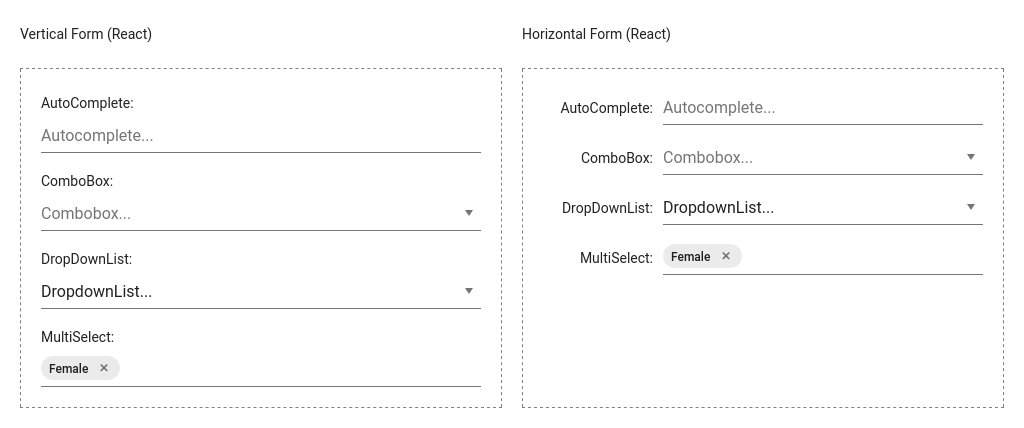 Vertical Form (React)
AutoComplete:
Autocomplete...
ComboBox:
Combobox...
DropDownList:
DropdownList...
MultiSelect:
Female ✕
Horizontal Form (React)
AutoComplete: Autocomplete...
ComboBox: Combobox...
DropDownList: DropdownList...
MultiSelect: Female ✕